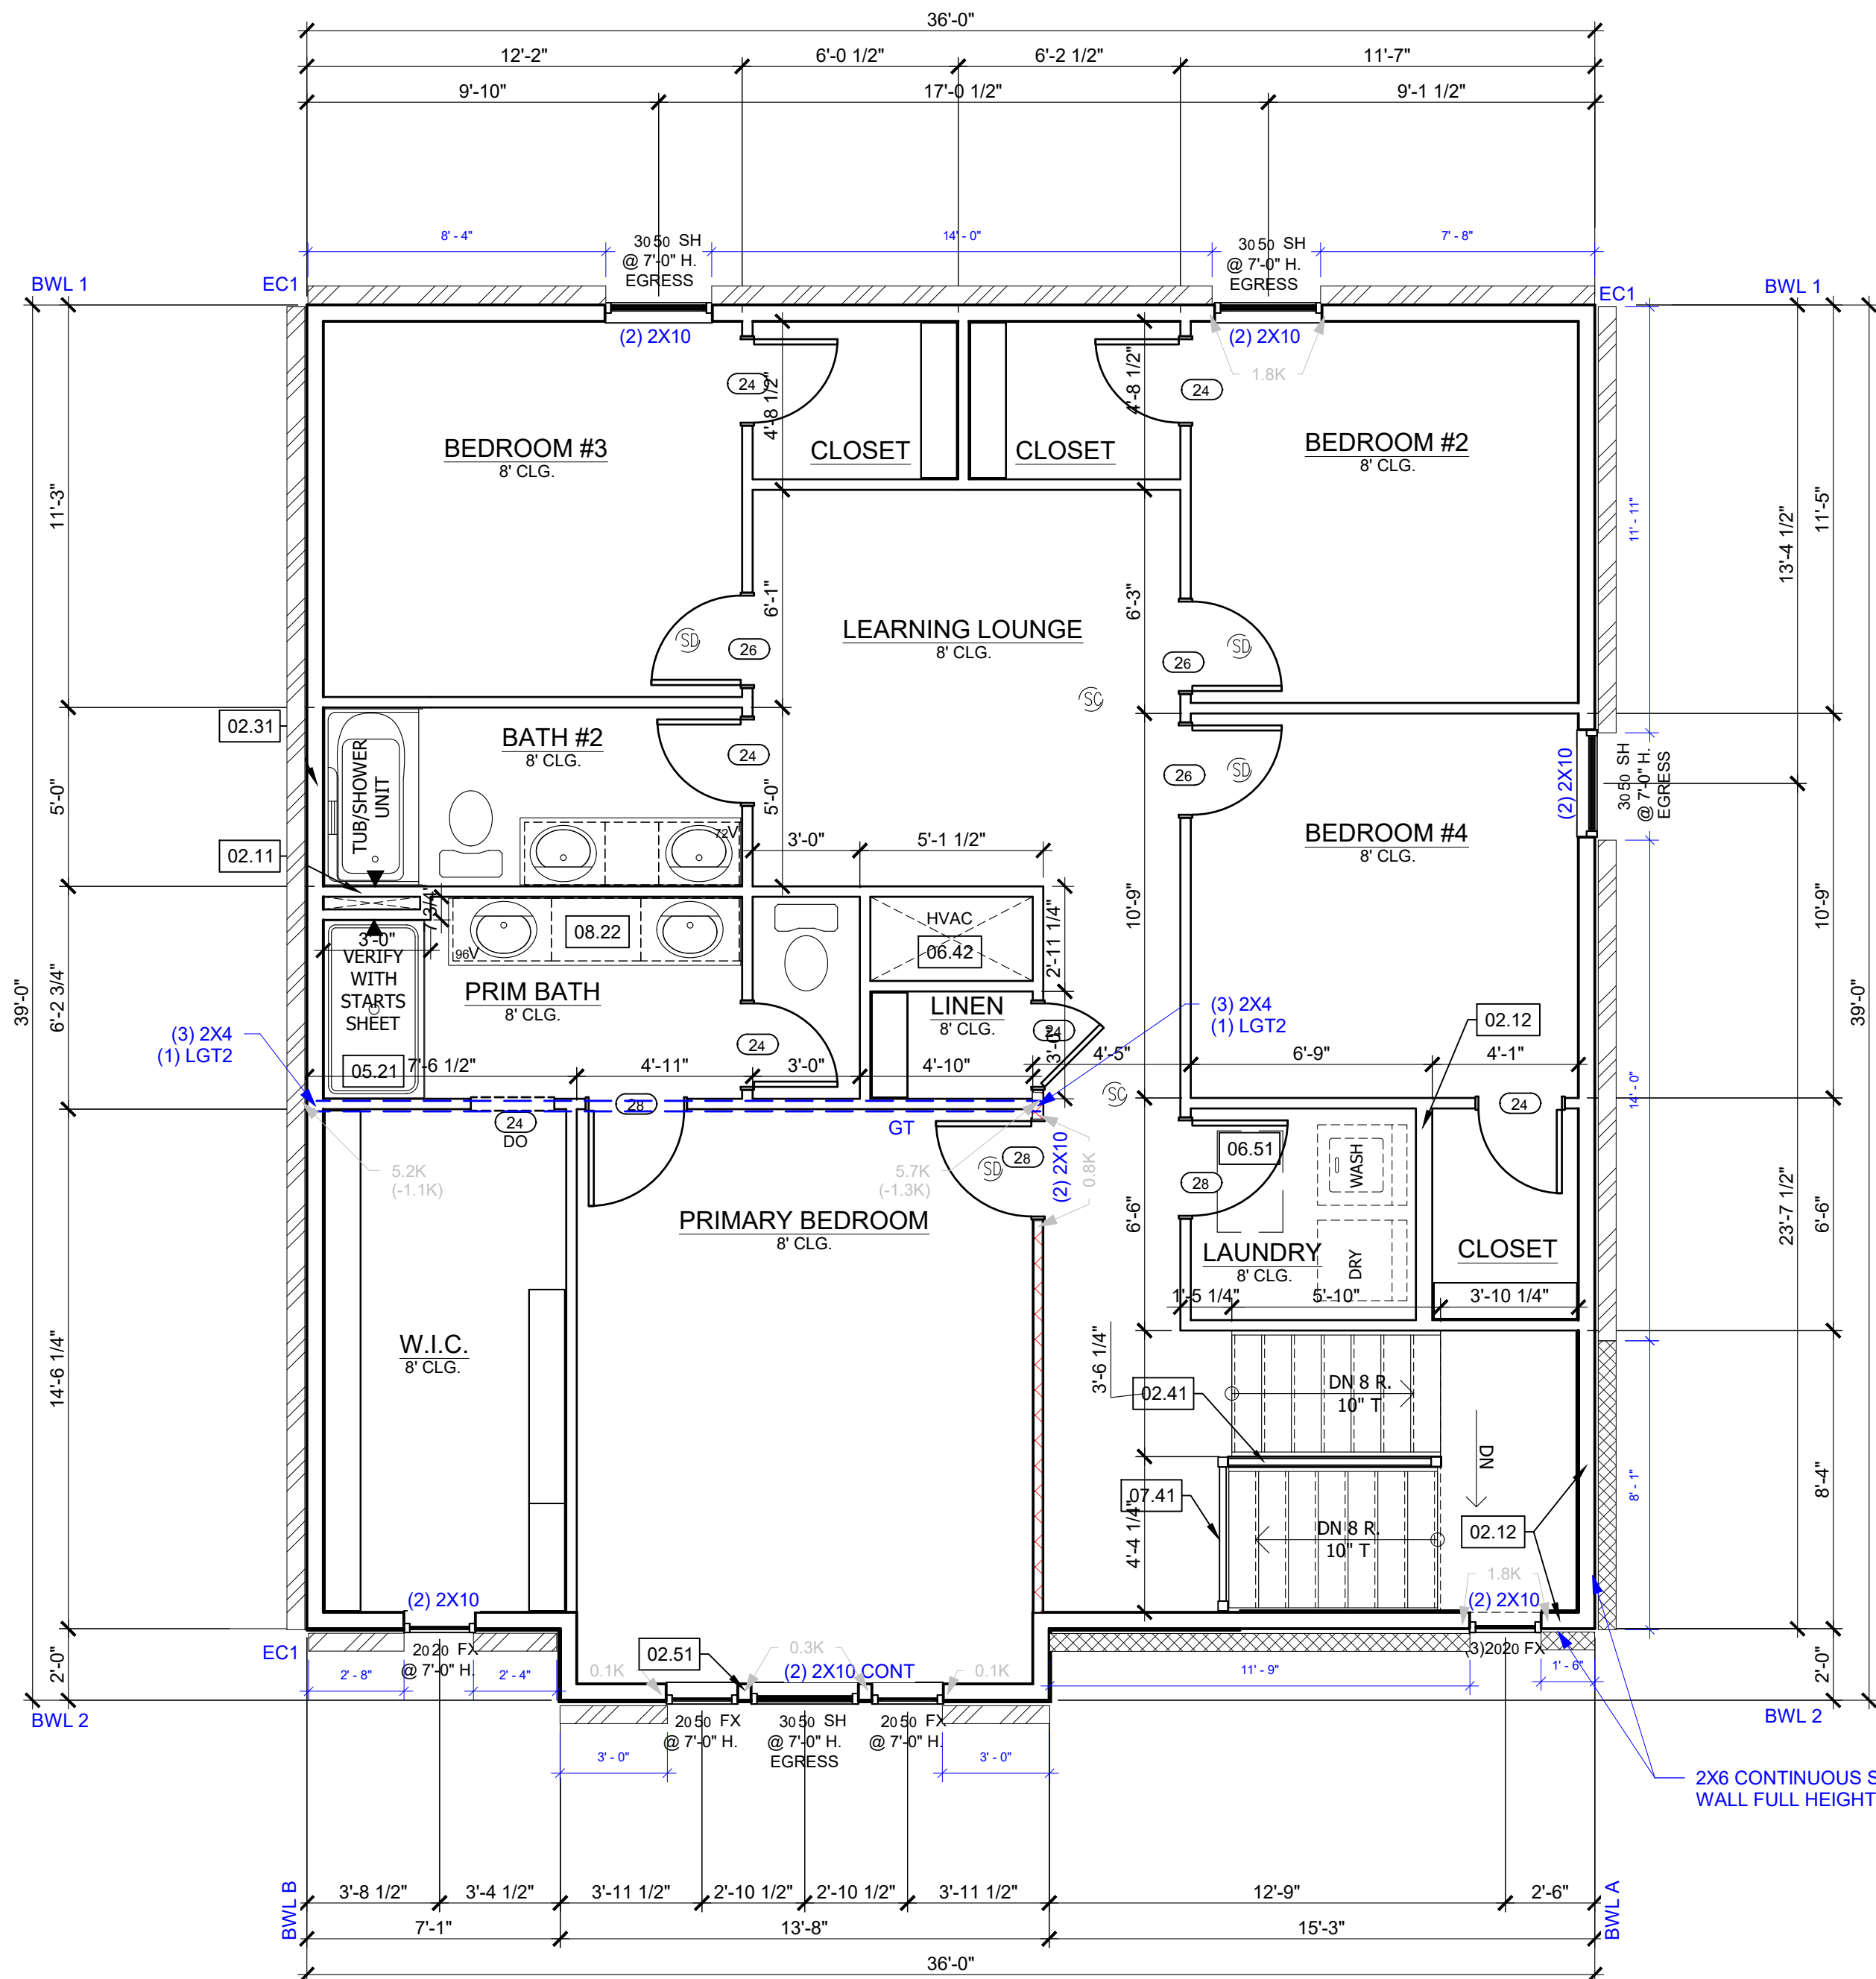 36'-0"
12'-2"
6'-0 1/2"
6'-2 1/2"
11'-7"
9'-10"
17'-0 1/2"
9'-1 1/2"
8' - 4"
14' - 0"
7' - 8"
3050 SH
@ 7'-0" H.
EGRESS
3050 SH
@ 7'-0" H.
EGRESS
BWL 1
EC1
EC1
BWL 1
(2) 2X10
(2) 2X10
1.8K
24
24
4'-8 1/2"
4'-8 1/2"
BEDROOM #3
8' CLG.
CLOSET
CLOSET
BEDROOM #2
8' CLG.
11'-3"
11' - 11"
13'-4 1/2"
11'-5"
6'-1"
6'-3"
LEARNING LOUNGE
8' CLG.
SD
26
26
SD
SC
02.31
BATH #2
8' CLG.
TUB/SHOWER
UNIT
24
26
SD
(2) 2X10
3050 SH
@ 7'-0" H.
EGRESS
5'-0"
5'-0"
72V
3'-0"
5'-1 1/2"
BEDROOM #4
8' CLG.
02.11
10'-9"
10'-9"
7 3/4"
3'-0"
VERIFY
WITH
STARTS
SHEET
96V
08.22
HVAC
06.42
2'-11 1/4"
39'-0"
39'-0"
6'-2 3/4"
PRIM BATH
8' CLG.
LINEN
8' CLG.
(3) 2X4
(1) LGT2
(3) 2X4
(1) LGT2
02.12
24
24
3'-0"
05.21
7'-6 1/2"
4'-11"
3'-0"
4'-10"
4'-5"
6'-9"
4'-1"
14' - 0"
SC
28
24
24
DO
GT
5.2K
(-1.1K)
5.7K
(-1.3K)
SD
28
(2) 2X10
0.8K
06.51
WASH
28
PRIMARY BEDROOM
8' CLG.
6'-6"
23'-7 1/2"
6'-6"
LAUNDRY
8' CLG.
DRY
CLOSET
1'-5 1/4"
5'-10"
3'-10 1/4"
14'-6 1/4"
W.I.C.
8' CLG.
3'-6 1/4"
02.41
DN 8 R.
10" T
DN
07.41
4'-4 1/4"
DN 8 R.
10" T
02.12
8' - 1"
8'-4"
1.8K
(2) 2X10
(2) 2X10
EC1
2020 FX
@ 7'-0" H.
2' - 8"
2' - 4"
02.51
0.3K
(2) 2X10 CONT
0.1K
0.1K
(3)2020 FX
11' - 9"
1' - 6"
2'-0"
2'-0"
BWL 2
BWL 2
2050 FX
@ 7'-0" H.
3050 SH
@ 7'-0" H.
EGRESS
2050 FX
@ 7'-0" H.
3' - 0"
3' - 0"
2X6 CONTINUOUS S
WALL FULL HEIGHT
BWL B
BWL A
3'-8 1/2"
3'-4 1/2"
3'-11 1/2"
2'-10 1/2"
2'-10 1/2"
3'-11 1/2"
12'-9"
2'-6"
7'-1"
13'-8"
15'-3"
36'-0"